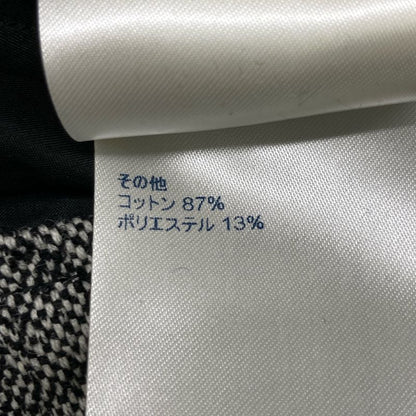 その他
コットン 87%
ポリエステル 13%